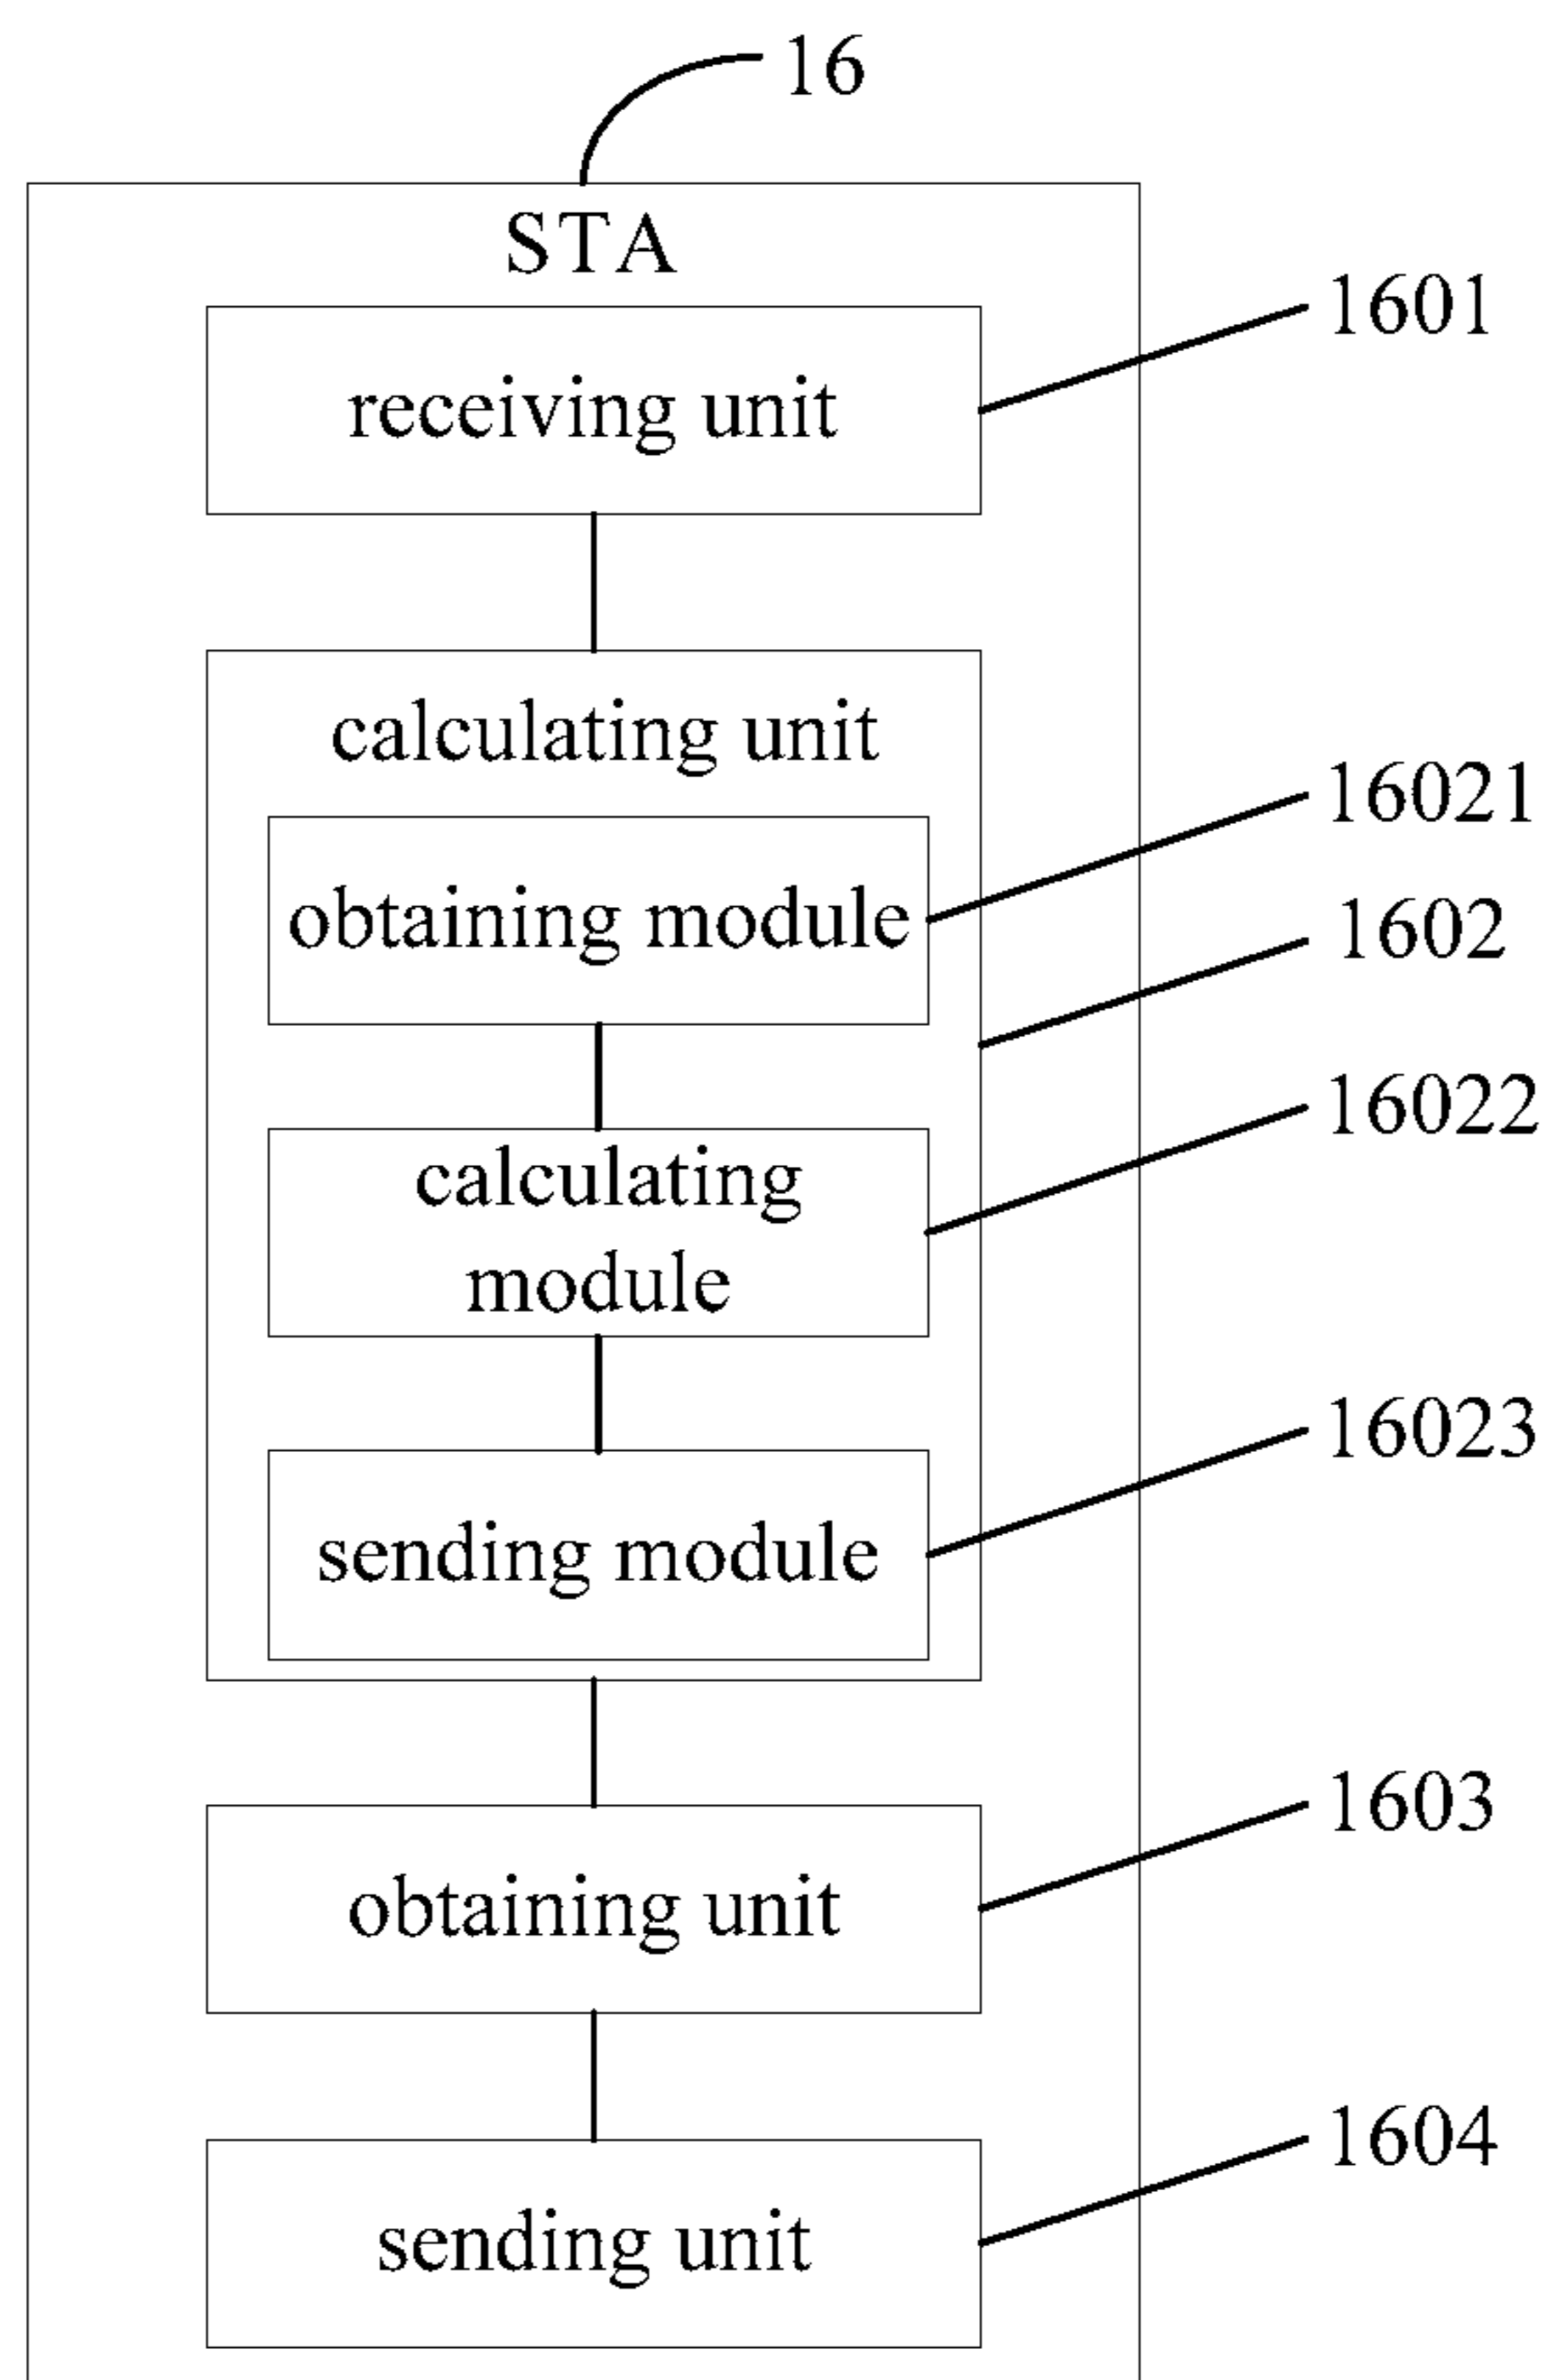 16
STA
1601
receiving unit
calculating unit
16021
obtaining module
1602
16022
calculating
module
16023
sending module
1603
obtaining unit
1604
sending unit